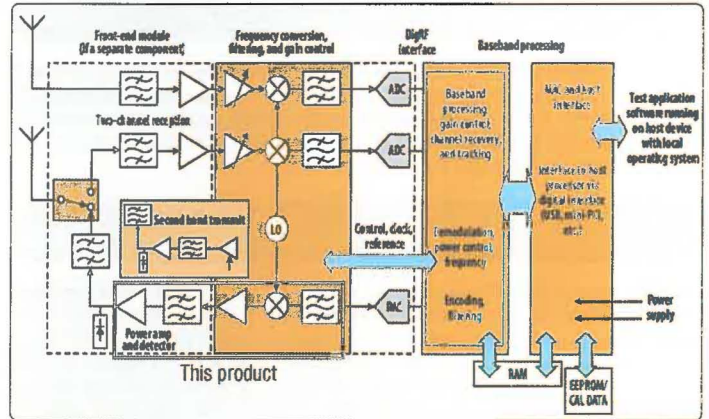 Front-end module
(if a separate component)
Frequency conversion,
filtering, and gain control
DigRF
interface
Baseband processing
ADC
Two-channel reception
ADC
Baseband
processing,
gain control,
channel recovery,
and tracking
MAC and host
interface
Test application
software running
on host device
with local
operating system
Interface to host
processor via
digital interface
(USB, mini-PCI,
etc.)
Second band transmit
LO
Control, clock,
reference
Demodulation,
power control,
frequency
DAC
Encoding,
filtering
Power
supply
Power amp
and detector
This product
RAM
EEPROM/
CAL DATA